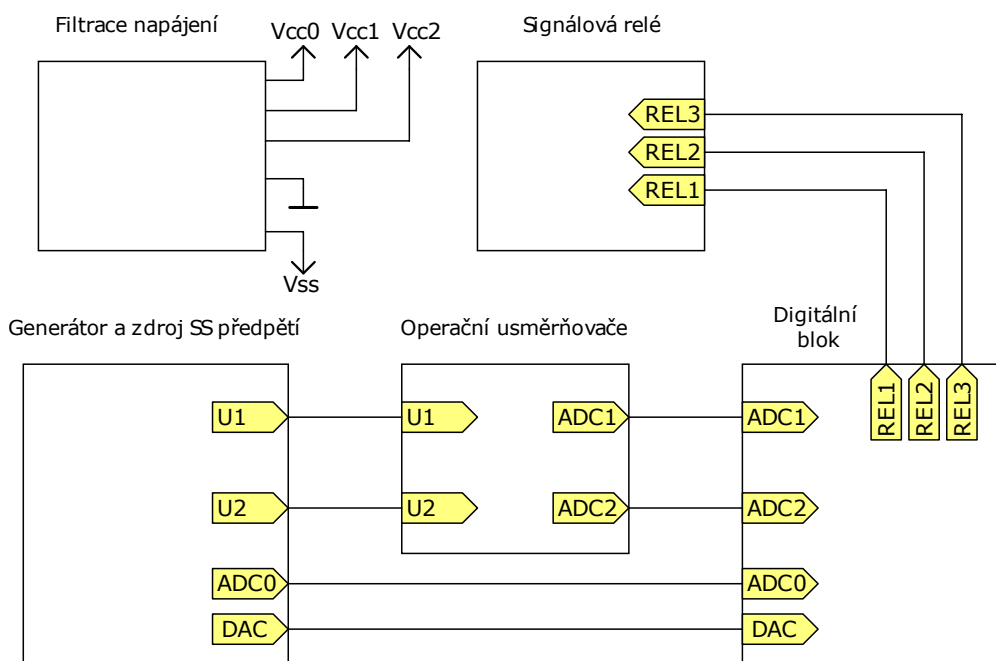 Filtrace napájení
Vcc0 Vcc1 Vcc2
Vss
Signálová relé
REL3
REL2
REL1
Generátor a zdroj SS předpětí
U1
U2
ADC0
DAC
Operační usměrňovače
U1
ADC1
U2
ADC2
Digitální
blok
REL1
REL2
REL3
ADC1
ADC2
ADC0
DAC